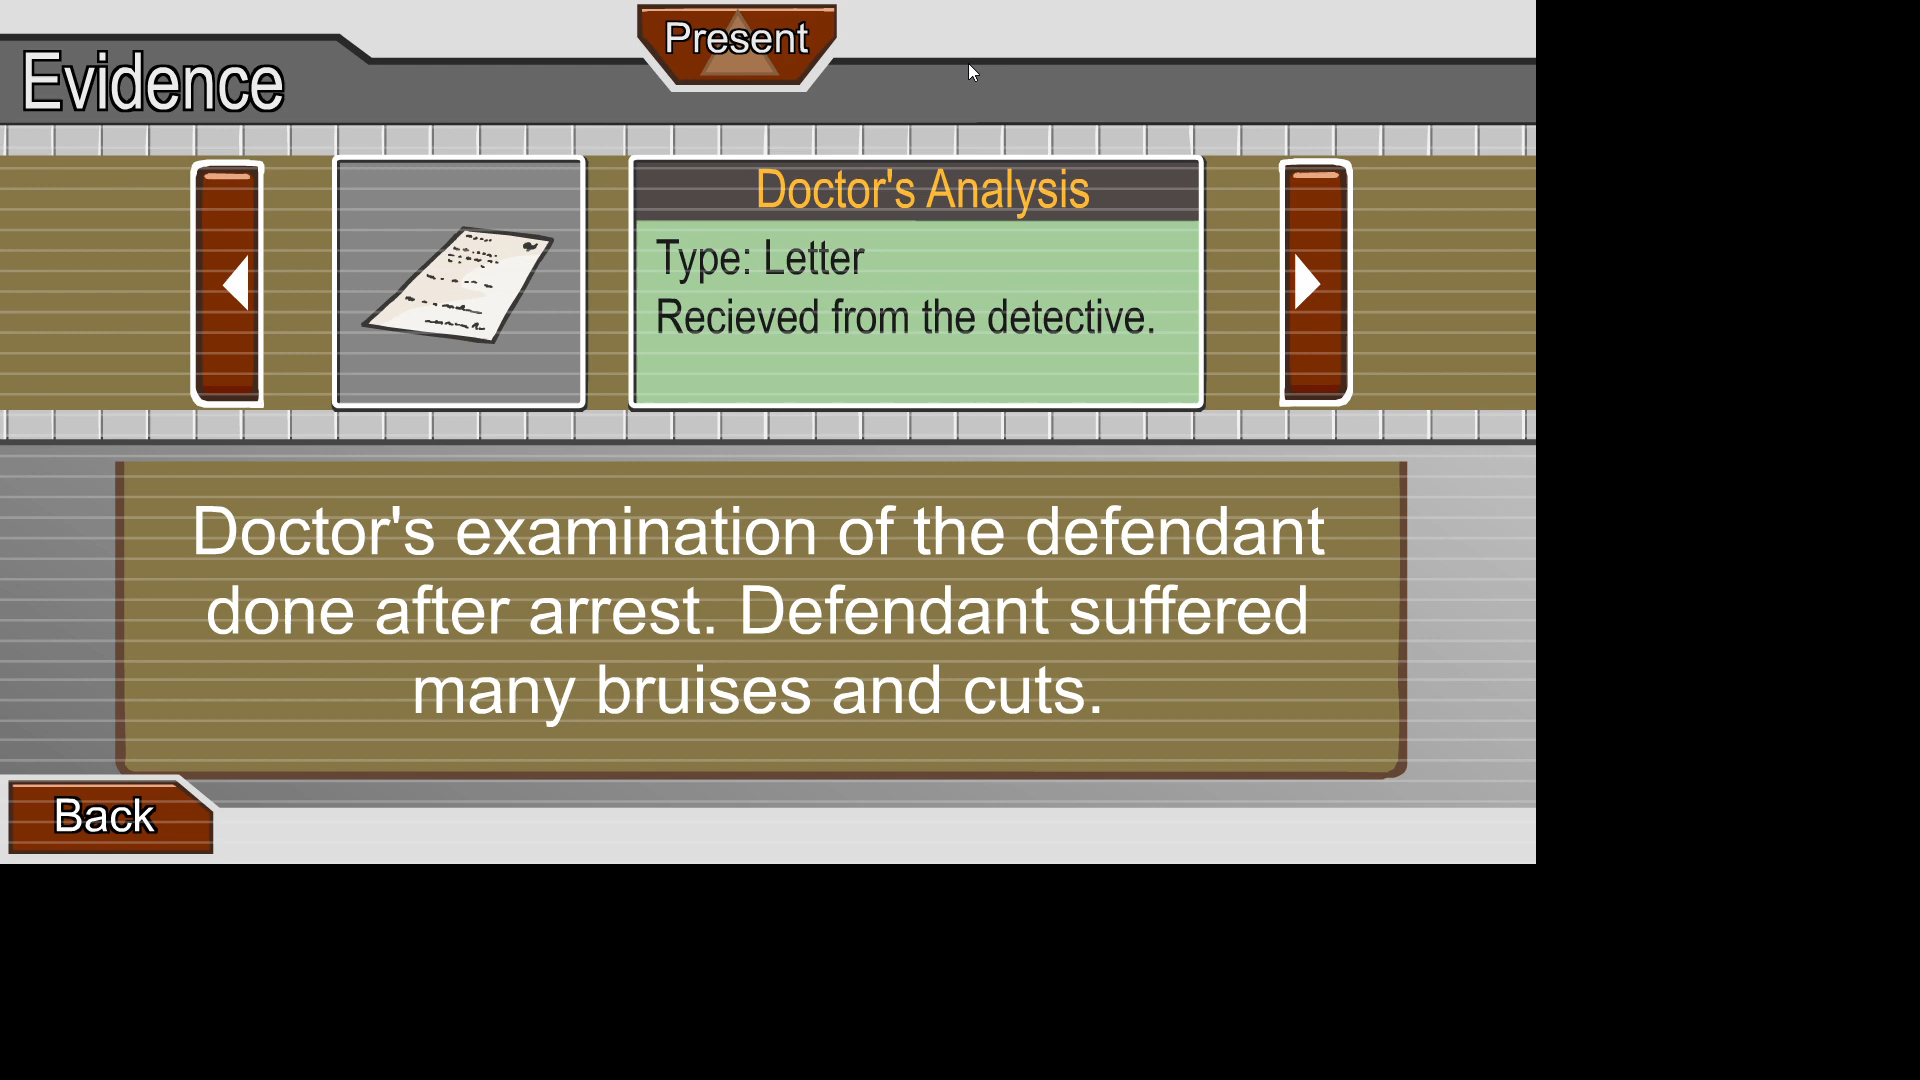 Present
Evidence
Doctor's Analysis
Type: Letter
Recieved from the detective.
Doctor's examination of the defendant
done after arrest. Defendant suffered
many bruises and cuts.
Back